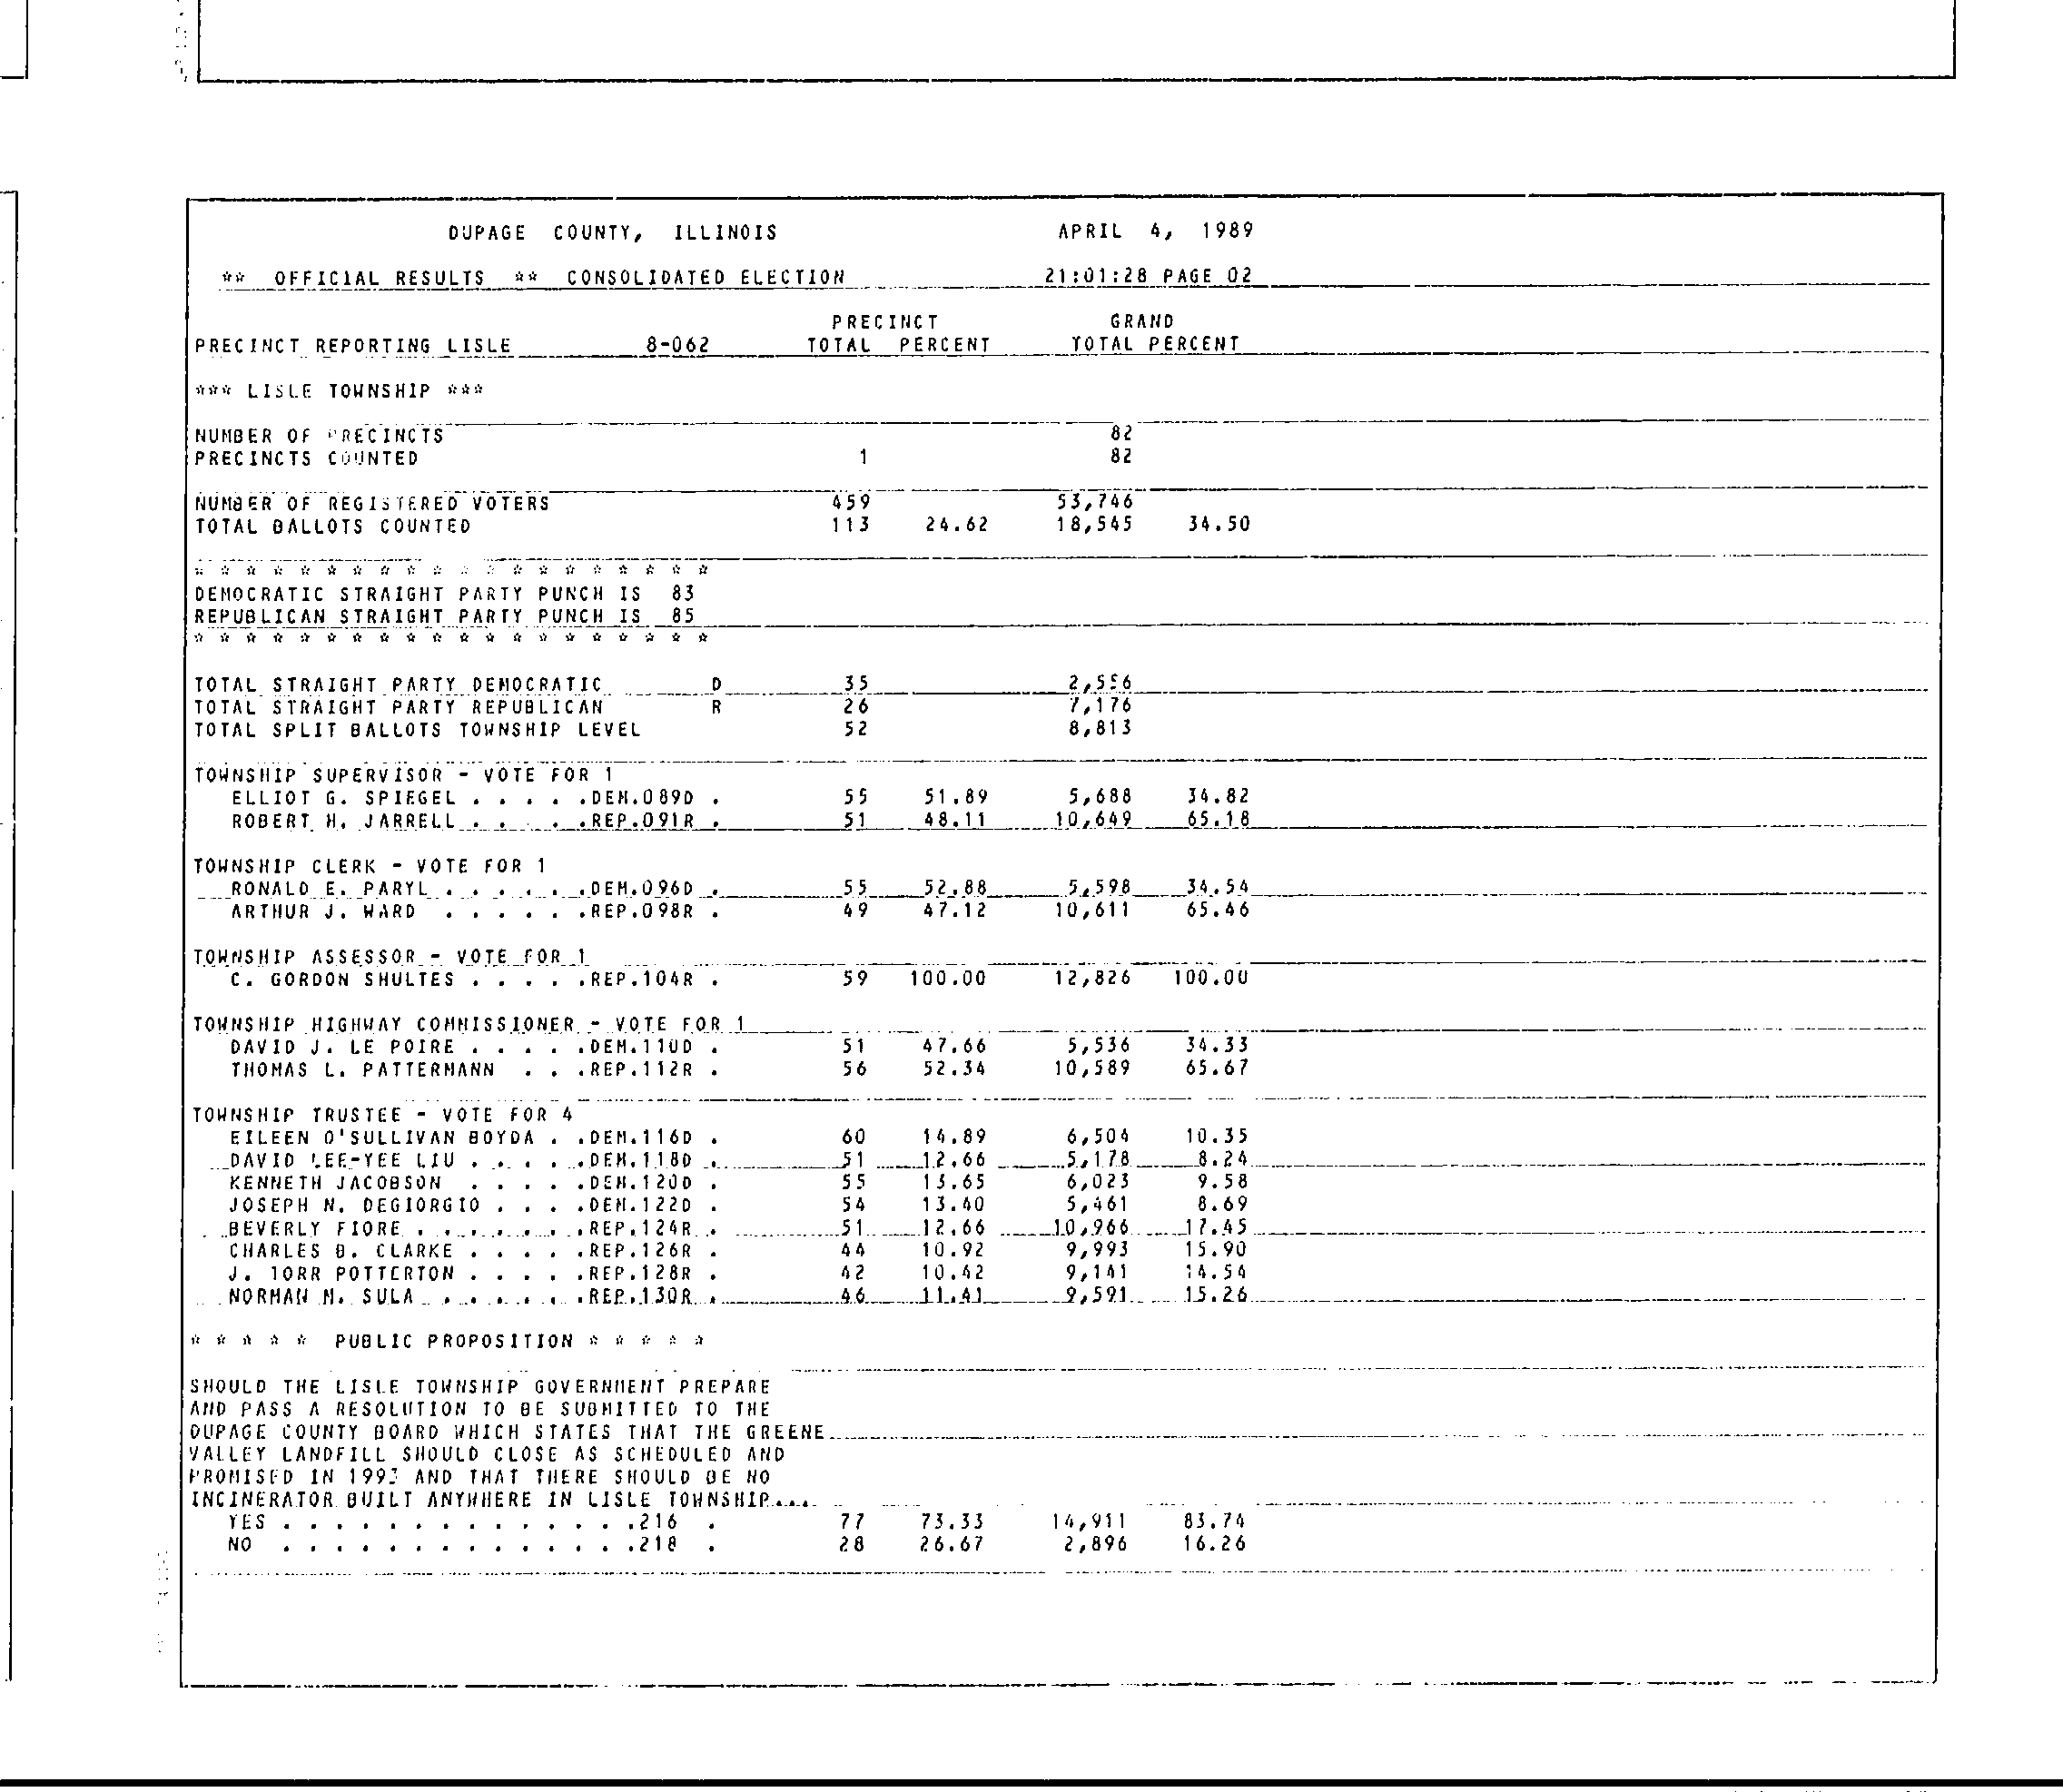 DUPAGE COUNTY, ILLINOIS APRIL 4, 1989
** OFFICIAL RESULTS ** CONSOLIDATED ELECTION 21:01:28 PAGE 02
PRECINCT GRAND
PRECINCT REPORTING LISLE 8-062 TOTAL PERCENT TOTAL PERCENT
*** LISLE TOWNSHIP ***
NUMBER OF PRECINCTS 82
PRECINCTS COUNTED 1 82
NUMBER OF REGISTERED VOTERS 459 53,746
TOTAL BALLOTS COUNTED 113 24.62 18,545 34.50
* * * * * * * * * * * * * * * * * * * *
DEMOCRATIC STRAIGHT PARTY PUNCH IS 83
REPUBLICAN STRAIGHT PARTY PUNCH IS 85
* * * * * * * * * * * * * * * * * * * *
TOTAL STRAIGHT PARTY DEMOCRATIC D 35 2,556
TOTAL STRAIGHT PARTY REPUBLICAN R 26 7,176
TOTAL SPLIT BALLOTS TOWNSHIP LEVEL 52 8,813
TOWNSHIP SUPERVISOR - VOTE FOR 1
ELLIOT G. SPIEGEL . . . . .DEM.089D . 55 51.89 5,688 34.82
ROBERT H. JARRELL . . . . .REP.091R . 51 48.11 10,649 65.18
TOWNSHIP CLERK - VOTE FOR 1
RONALD E. PARYL . . . . . .DEM.096D . 55 52.88 5,598 34.54
ARTHUR J. WARD . . . . . .REP.098R . 49 47.12 10,611 65.46
TOWNSHIP ASSESSOR - VOTE FOR 1
C. GORDON SHULTES . . . . .REP.104R . 59 100.00 12,826 100.00
TOWNSHIP HIGHWAY COMMISSIONER - VOTE FOR 1
DAVID J. LE POIRE . . . . .DEM.110D . 51 47.66 5,536 34.33
THOMAS L. PATTERMANN . . .REP.112R . 56 52.34 10,589 65.67
TOWNSHIP TRUSTEE - VOTE FOR 4
EILEEN O'SULLIVAN BOYDA . .DEM.116D . 60 14.89 6,504 10.35
DAVID LEE-YEE LIU . . . . .DEM.118D . 51 12.66 5,178 8.24
KENNETH JACOBSON . . . . .DEM.120D . 55 13.65 6,023 9.58
JOSEPH N. DEGIORGIO . . . .DEM.122D . 54 13.40 5,461 8.69
BEVERLY FIORE . . . . . . .REP.124R . 51 12.66 10,966 17.45
CHARLES B. CLARKE . . . . .REP.126R . 44 10.92 9,993 15.90
J. TORR POTTERTON . . . . .REP.128R . 42 10.42 9,141 14.54
NORMAN M. SULA . . . . . .REP.130R . 46 11.41 9,591 15.26
* * * * * PUBLIC PROPOSITION * * * * *
SHOULD THE LISLE TOWNSHIP GOVERNMENT PREPARE
AND PASS A RESOLUTION TO BE SUBMITTED TO THE
DUPAGE COUNTY BOARD WHICH STATES THAT THE GREENE
VALLEY LANDFILL SHOULD CLOSE AS SCHEDULED AND
PROMISED IN 1993 AND THAT THERE SHOULD BE NO
INCINERATOR BUILT ANYWHERE IN LISLE TOWNSHIP....
YES . . . . . . . . . . . . . .216 . 77 73.33 14,911 83.74
NO . . . . . . . . . . . . . .218 . 28 26.67 2,896 16.26